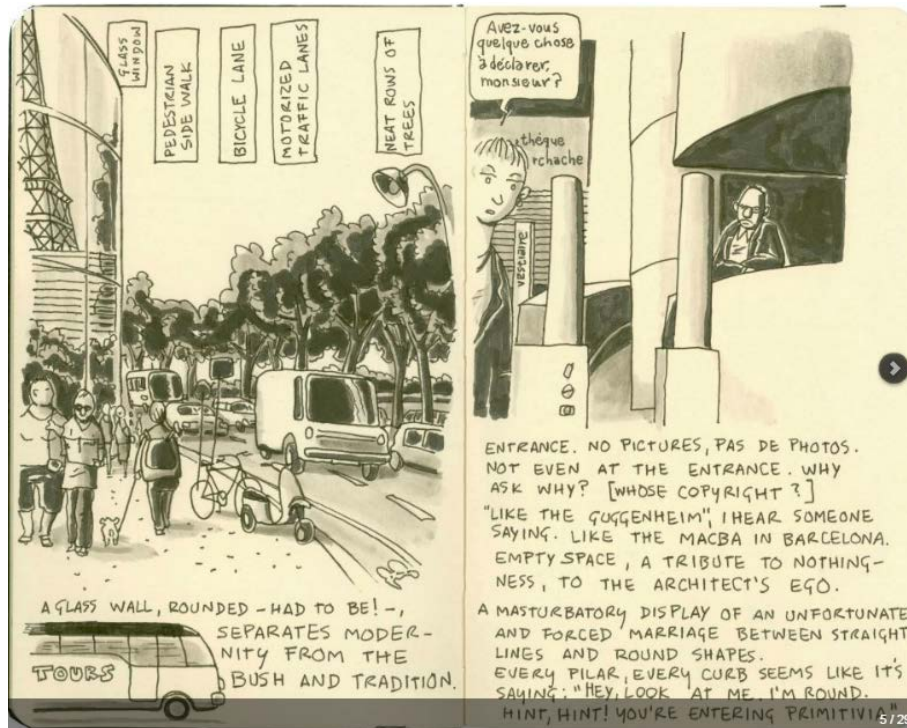 GLASS
WINDOW
PEDESTRIAN
SIDE WALK
BICYCLE LANE
MOTORIZED
TRAFFIC LANES
NEAT ROWS OF
TREES
A GLASS WALL, ROUNDED – HAD TO BE! –,
SEPARATES MODER-
NITY FROM THE
BUSH AND TRADITION.
TOURS
Avez-vous
quelque chose
à déclarer,
monsieur?
théque
rchache
vestiaire
ENTRANCE. NO PICTURES, PAS DE PHOTOS.
NOT EVEN AT THE ENTRANCE. WHY
ASK WHY? [WHOSE COPYRIGHT?]
"LIKE THE GUGGENHEIM", I HEAR SOMEONE
SAYING. LIKE THE MACBA IN BARCELONA.
EMPTY SPACE, A TRIBUTE TO NOTHING-
NESS, TO THE ARCHITECT'S EGO.
A MASTURBATORY DISPLAY OF AN UNFORTUNATE
AND FORCED MARRIAGE BETWEEN STRAIGHT
LINES AND ROUND SHAPES.
EVERY PILAR, EVERY CURB SEEMS LIKE IT'S
SAYING: "HEY, LOOK AT ME. I'M ROUND.
HINT, HINT! YOU'RE ENTERING PRIMITIVIA"